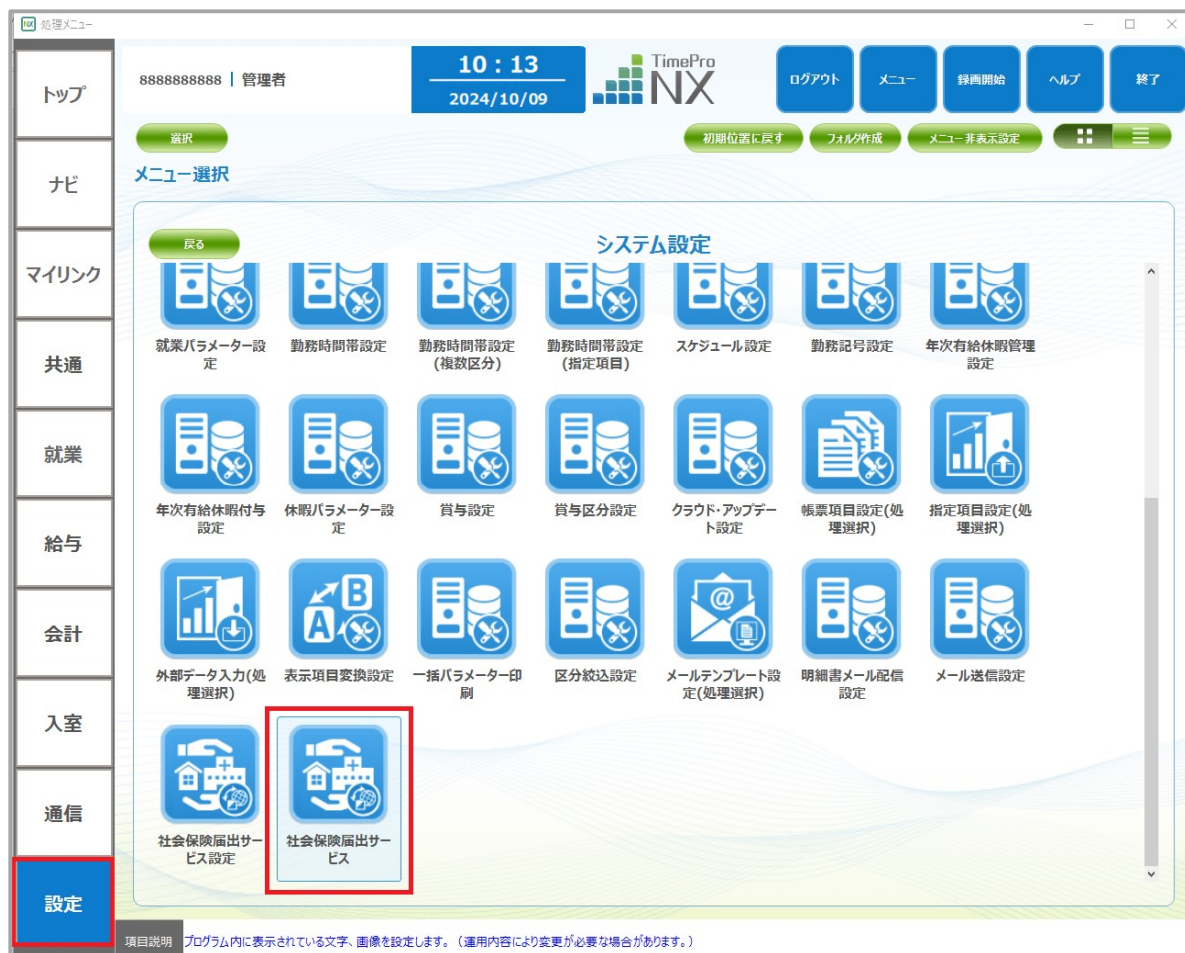 処理メニュー
トップ
ナビ
マイリンク
共通
就業
給与
会計
入室
通信
設定
8888888888 | 管理者
10:13
2024/10/09
TimePro
NX
ログアウト
メニュー
録画開始
ヘルプ
終了
選択
初期位置に戻す
フォルダ作成
メニュー非表示設定
メニュー選択
戻る
システム設定
就業パラメーター設
定
勤務時間帯設定
勤務時間帯設定
(複数区分)
勤務時間帯設定
(指定項目)
スケジュール設定
勤務記号設定
年次有給休暇管理
設定
年次有給休暇付与
設定
休暇パラメーター設
定
賞与設定
賞与区分設定
クラウド・アップデー
ト設定
帳票項目設定(処
理選択)
指定項目設定(処
理選択)
外部データ入力(処
理選択)
表示項目変換設定
一括パラメーター印
刷
区分絞込設定
メールテンプレート設
定(処理選択)
明細書メール配信
設定
メール送信設定
社会保険届出サー
ビス設定
社会保険届出サー
ビス
項目説明 プログラム内に表示されている文字、画像を設定します。（運用内容により変更が必要な場合があります。）